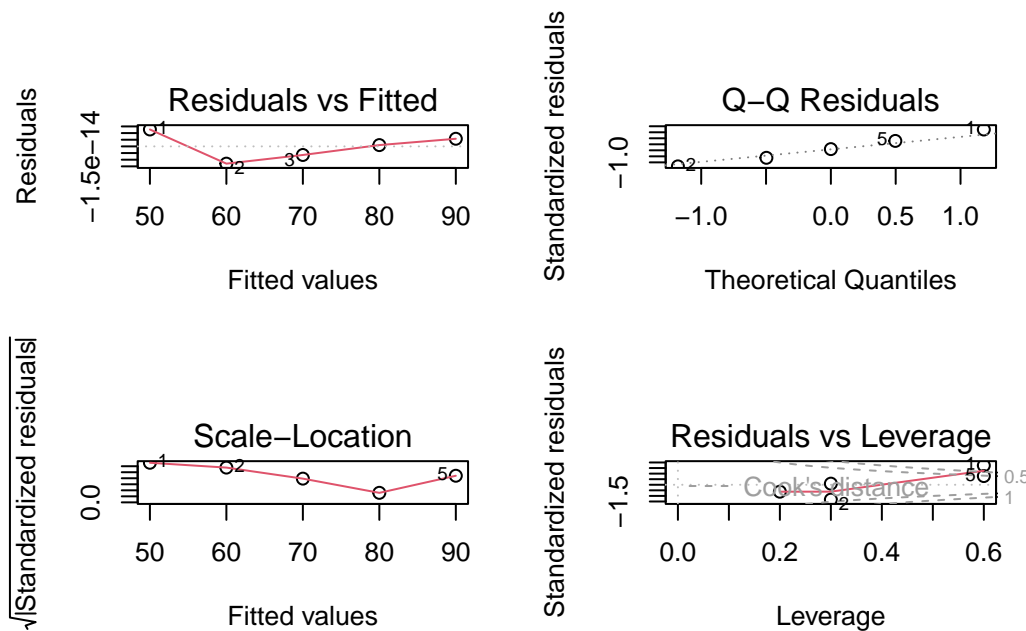 Residuals vs Fitted
Residuals
−1.5e−14
1
2
3
50 60 70 80 90
Fitted values
Q−Q Residuals
Standardized residuals
−1.0
2
5
1
−1.0 0.0 0.5 1.0
Theoretical Quantiles
Scale−Location
√|Standardized residuals|
0.0
1
2
5
50 60 70 80 90
Fitted values
Residuals vs Leverage
Standardized residuals
−1.5
Cook's distance
1
5
2
0.5
1
0.0 0.2 0.4 0.6
Leverage